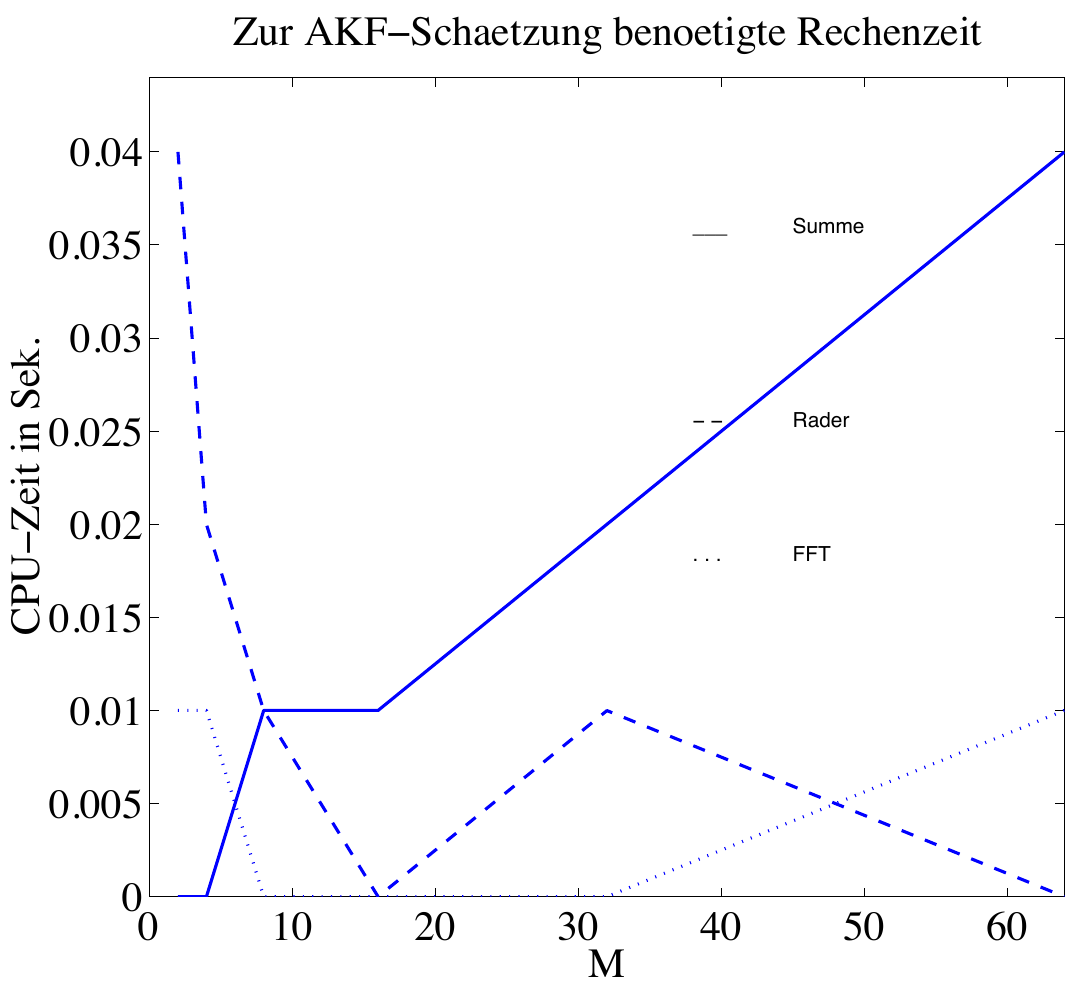 Zur AKF−Schaetzung benoetigte Rechenzeit
0.04
0.035
0.03
0.025
0.02
0.015
0.01
0.005
0
CPU−Zeit in Sek.
Summe
Rader
FFT
0 10 20 30 40 50 60
M